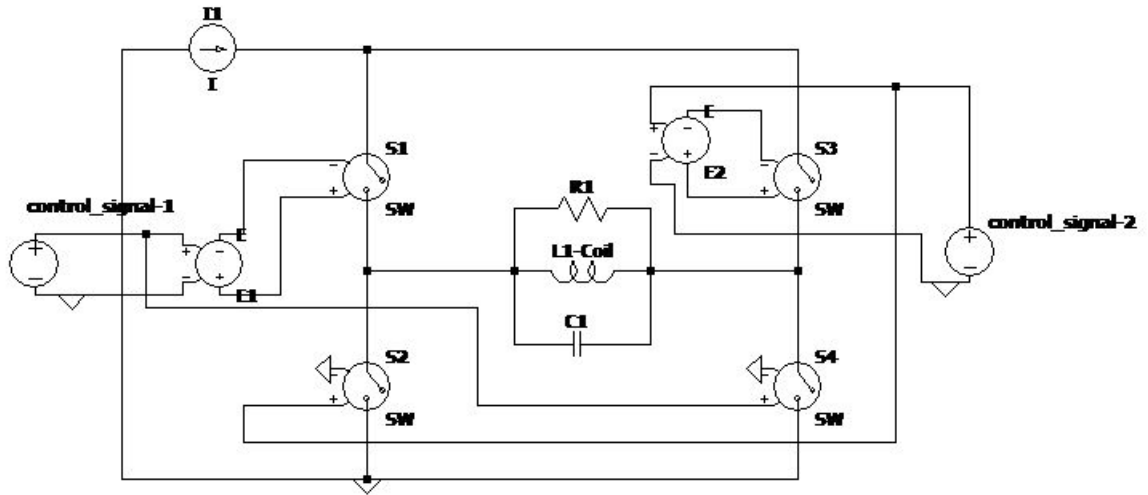 I1
I
S1
SW
E
E2
S3
SW
R1
control_signal-1
E
E1
L1-Coil
control_signal-2
C1
S2
SW
S4
SW